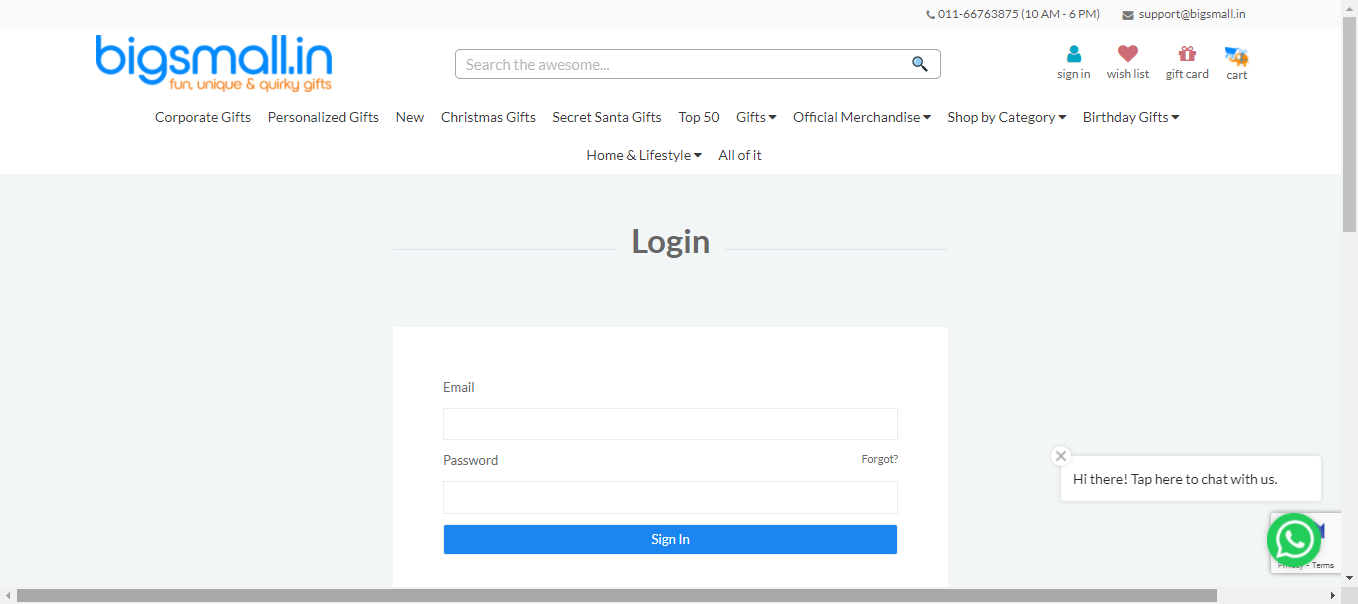 011-66763875 (10 AM - 6 PM) support@bigsmall.in
bigsmall.in
fun, unique & quirky gifts
Search the awesome...
sign in wish list gift card cart
Corporate Gifts Personalized Gifts New Christmas Gifts Secret Santa Gifts Top 50 Gifts Official Merchandise Shop by Category Birthday Gifts
Home & Lifestyle All of it
Login
Email
Password Forgot?
Hi there! Tap here to chat with us.
Sign In
Privacy - Terms